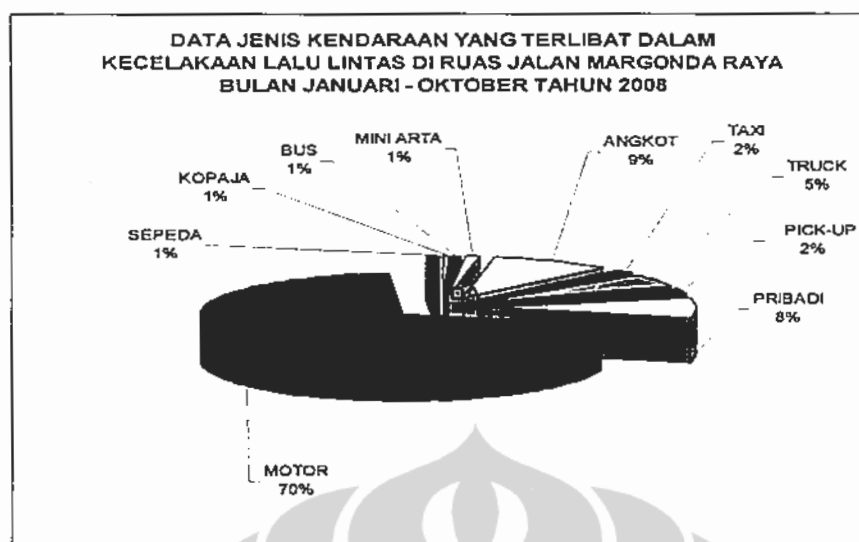 DATA JENIS KENDARAAN YANG TERLIBAT DALAM
KECELAKAAN LALU LINTAS DI RUAS JALAN MARGONDA RAYA
BULAN JANUARI - OKTOBER TAHUN 2008
MINI ARTA
1%
ANGKOT
9%
TAXI
2%
BUS
1%
TRUCK
5%
KOPAJA
1%
PICK-UP
2%
SEPEDA
1%
PRIBADI
8%
MOTOR
70%